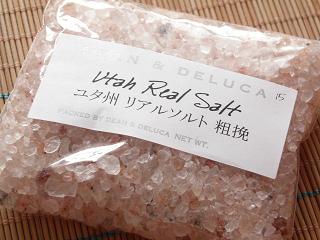 DEAN & DELUCA
Utah Real Salt 15
ユタ州 リアルソルト 粗挽
PACKED BY DEAN & DELUCA NET WT.